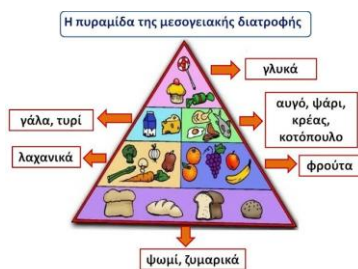 Η πυραμίδα της μεσογειακής διατροφής
γλυκά
γάλα, τυρί
αυγό, ψάρι,
κρέας,
κοτόπουλο
λαχανικά
φρούτα
ψωμί, ζυμαρικά